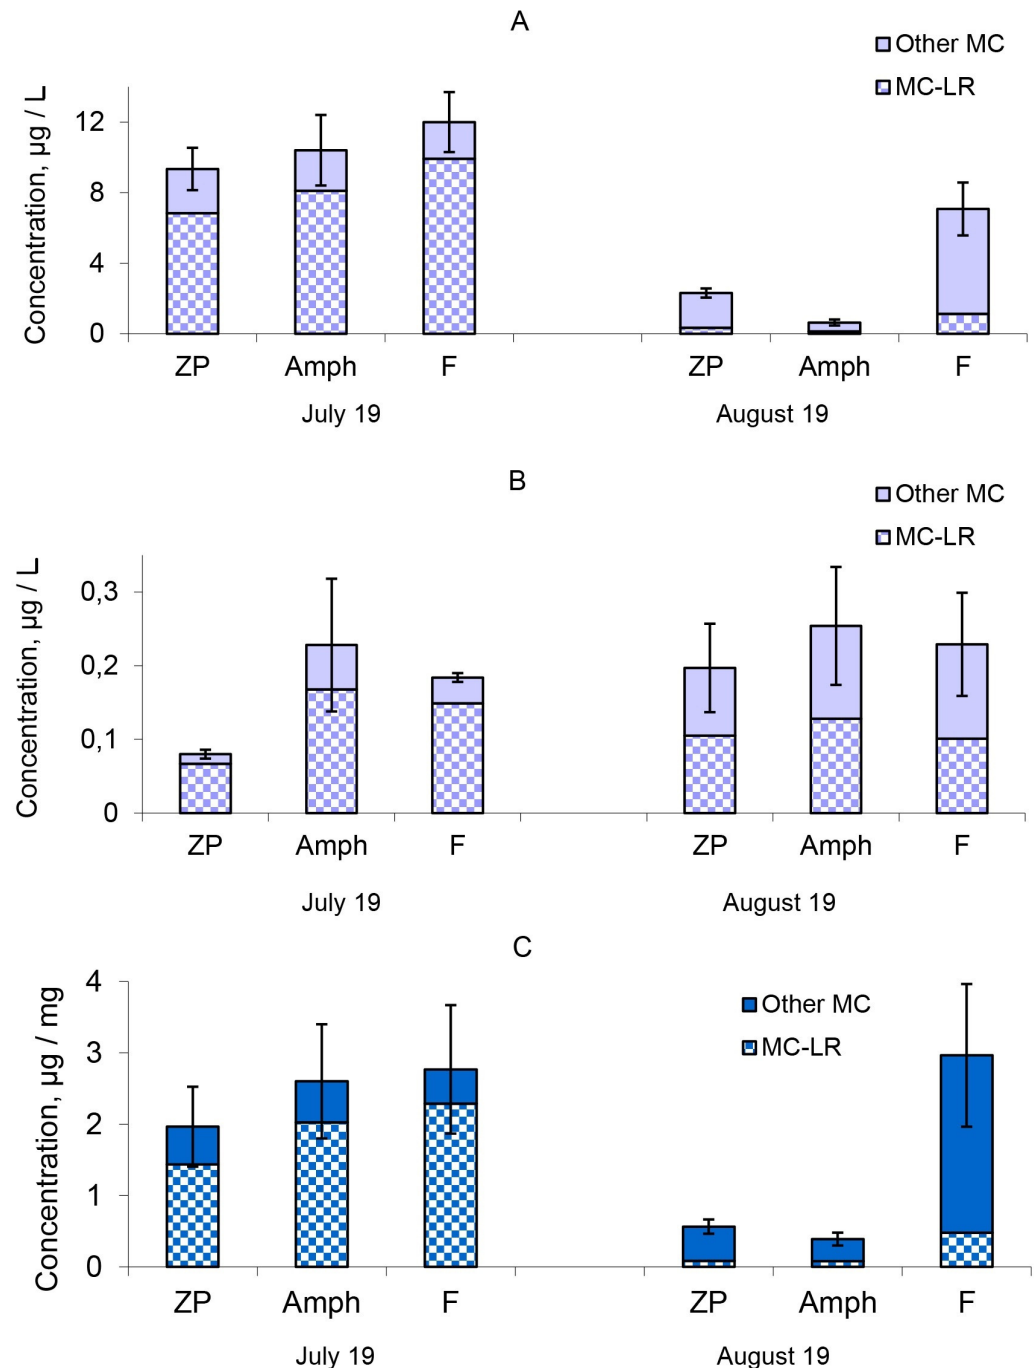 A
Other MC
MC-LR
Concentration, µg / L
12
8
4
0
ZP Amph F ZP Amph F
July 19 August 19
B
Other MC
MC-LR
Concentration, µg / L
0,3
0,2
0,1
0
ZP Amph F ZP Amph F
July 19 August 19
C
Other MC
MC-LR
Concentration, µg / mg
4
3
2
1
0
ZP Amph F ZP Amph F
July 19 August 19